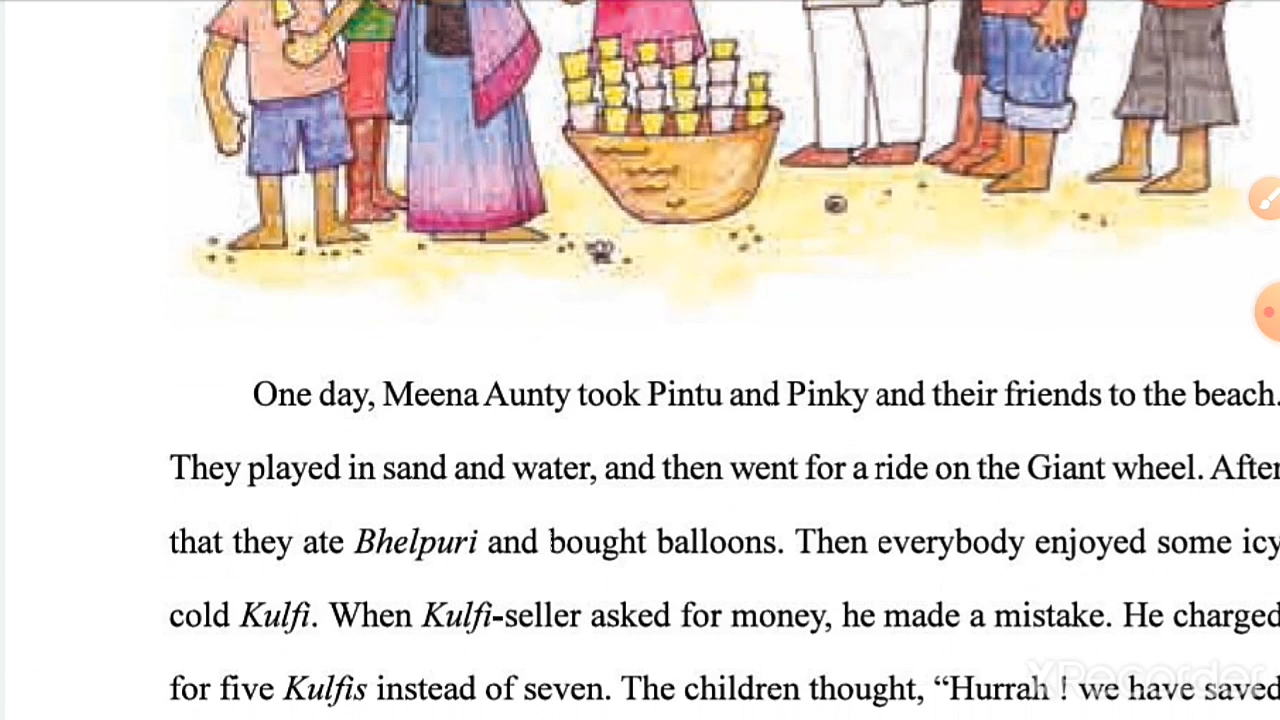 One day, Meena Aunty took Pintu and Pinky and their friends to the beach.
They played in sand and water, and then went for a ride on the Giant wheel. After
that they ate Bhelpuri and bought balloons. Then everybody enjoyed some icy
cold Kulfi. When Kulfi-seller asked for money, he made a mistake. He charged
for five Kulfis instead of seven. The children thought, “Hurrah ! we have saved
XRecorder